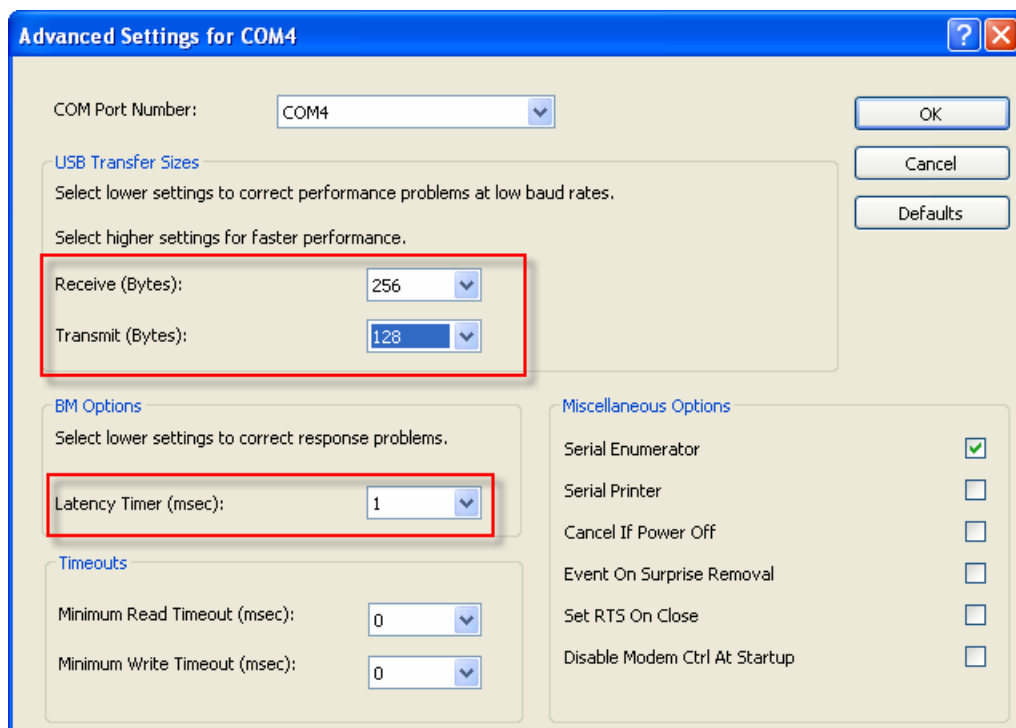 Advanced Settings for COM4
COM Port Number:
COM4
OK
Cancel
Defaults
USB Transfer Sizes
Select lower settings to correct performance problems at low baud rates.
Select higher settings for faster performance.
Receive (Bytes):
256
Transmit (Bytes):
128
BM Options
Select lower settings to correct response problems.
Latency Timer (msec):
1
Timeouts
Minimum Read Timeout (msec):
0
Minimum Write Timeout (msec):
0
Miscellaneous Options
Serial Enumerator
Serial Printer
Cancel If Power Off
Event On Surprise Removal
Set RTS On Close
Disable Modem Ctrl At Startup